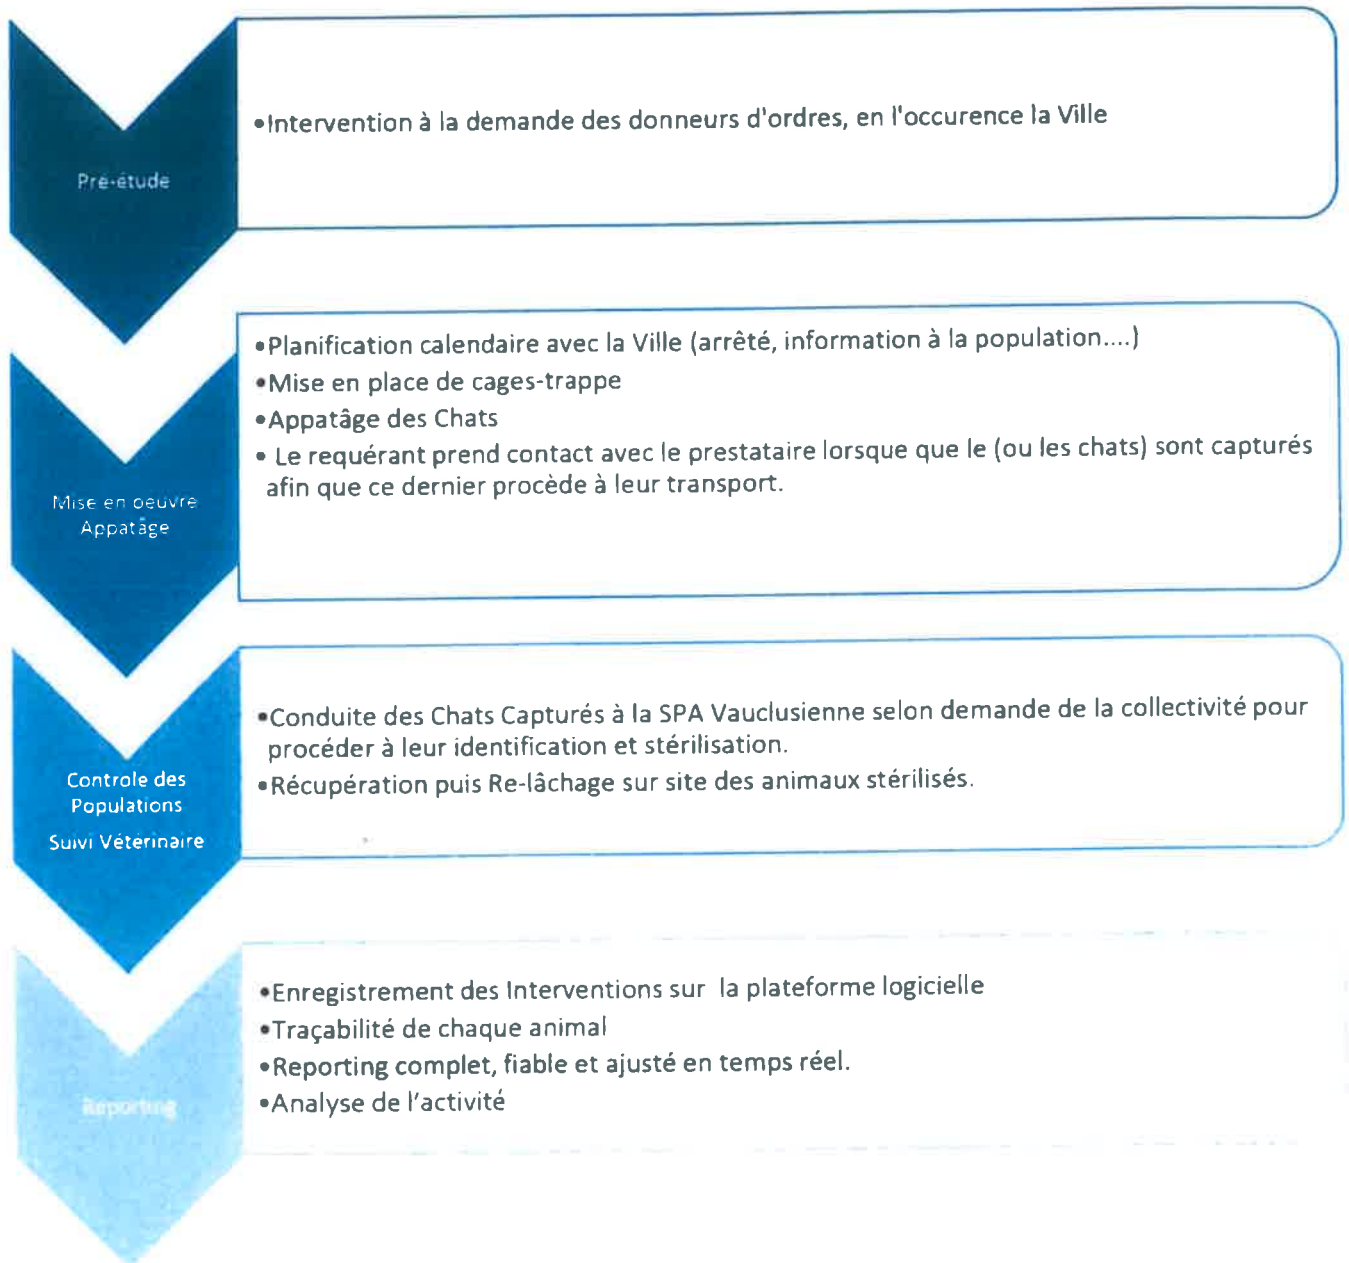 Pré-étude
•Intervention à la demande des donneurs d'ordres, en l'occurence la Ville
Mise en oeuvre
Appatâge
•Planification calendaire avec la Ville (arrêté, information à la population....)
•Mise en place de cages-trappe
•Appatâge des Chats
• Le requérant prend contact avec le prestataire lorsque que le (ou les chats) sont capturés
afin que ce dernier procède à leur transport.
Controle des
Populations
Suivi Vétérinaire
•Conduite des Chats Capturés à la SPA Vauclusienne selon demande de la collectivité pour
procéder à leur identification et stérilisation.
•Récupération puis Re-lâchage sur site des animaux stérilisés.
Reporting
•Enregistrement des Interventions sur la plateforme logicielle
•Traçabilité de chaque animal
•Reporting complet, fiable et ajusté en temps réel.
•Analyse de l'activité